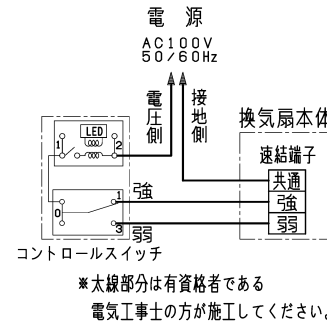 電源
AC100V
50/60Hz
電圧側
接地側
換気扇本体
速結端子
共通
強
弱
LED
1
2
0
1
3
強
弱
コントロールスイッチ
※太線部分は有資格者である
電気工事士の方が施工してください。